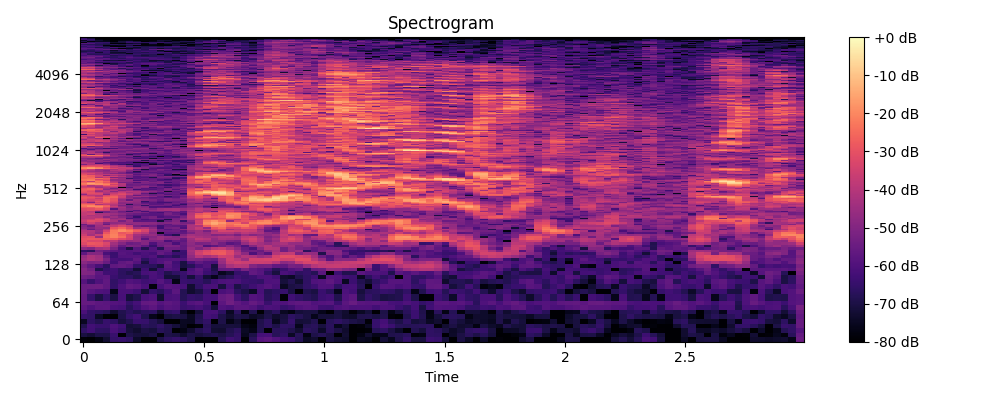 Spectrogram
Hz
4096
2048
1024
512
256
128
64
0
0
0.5
1
1.5
2
2.5
Time
+0 dB
-10 dB
-20 dB
-30 dB
-40 dB
-50 dB
-60 dB
-70 dB
-80 dB